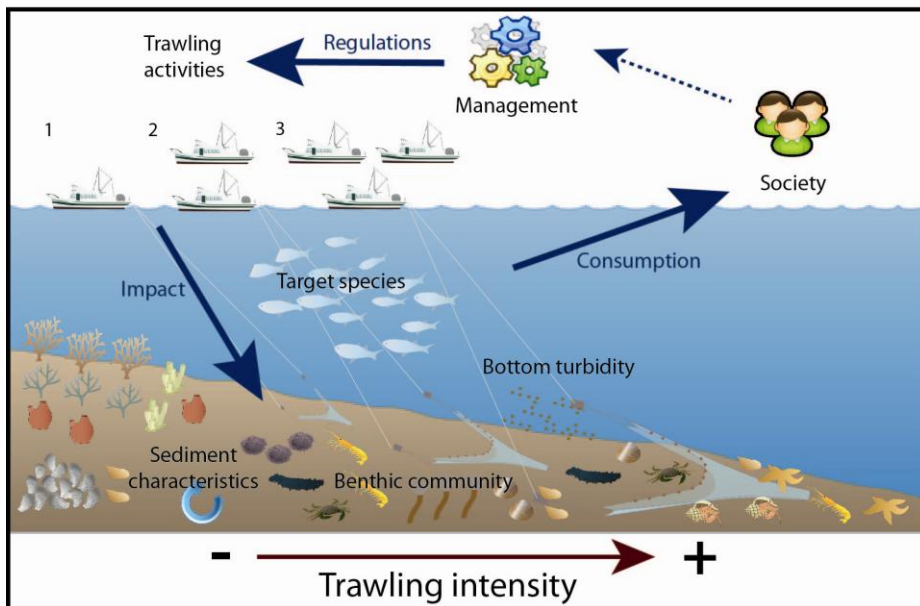 Trawling
activities
Regulations
Management
1
2
3
Society
Consumption
Target species
Impact
Bottom turbidity
Sediment
characteristics
Benthic community
- +
Trawling intensity